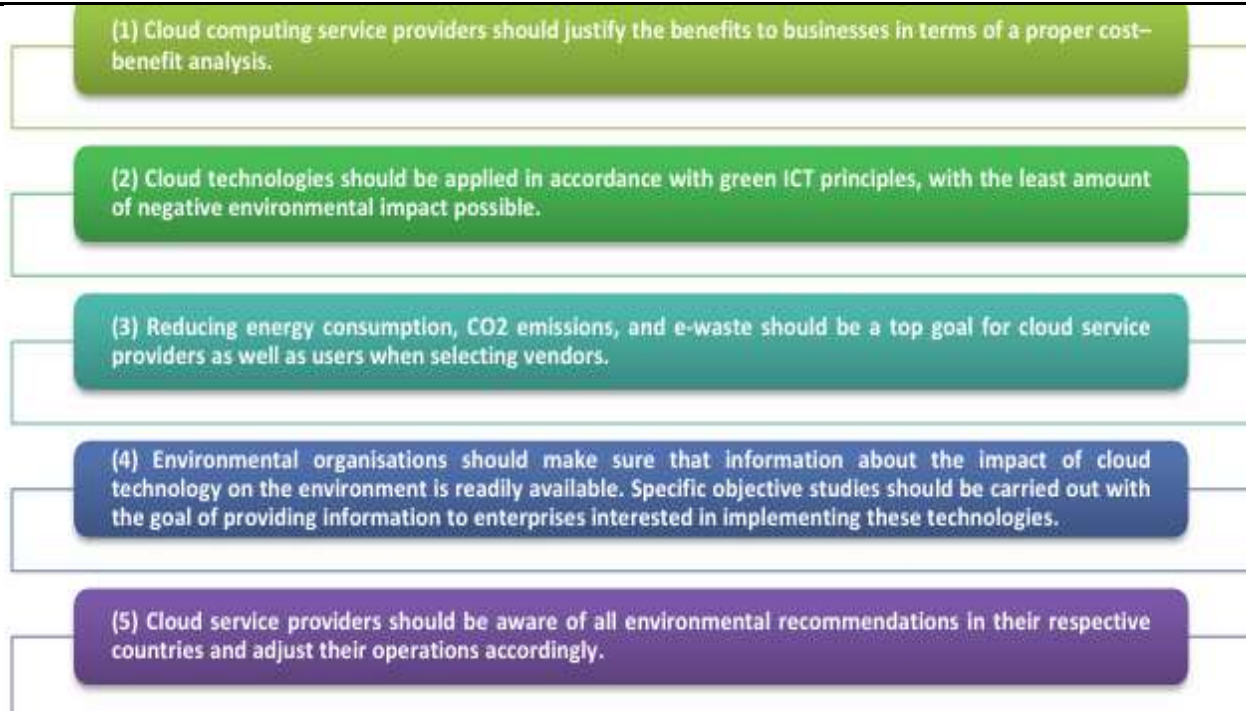 (1) Cloud computing service providers should justify the benefits to businesses in terms of a proper cost–
benefit analysis.
(2) Cloud technologies should be applied in accordance with green ICT principles, with the least amount
of negative environmental impact possible.
(3) Reducing energy consumption, CO2 emissions, and e-waste should be a top goal for cloud service
providers as well as users when selecting vendors.
(4) Environmental organisations should make sure that information about the impact of cloud
technology on the environment is readily available. Specific objective studies should be carried out with
the goal of providing information to enterprises interested in implementing these technologies.
(5) Cloud service providers should be aware of all environmental recommendations in their respective
countries and adjust their operations accordingly.